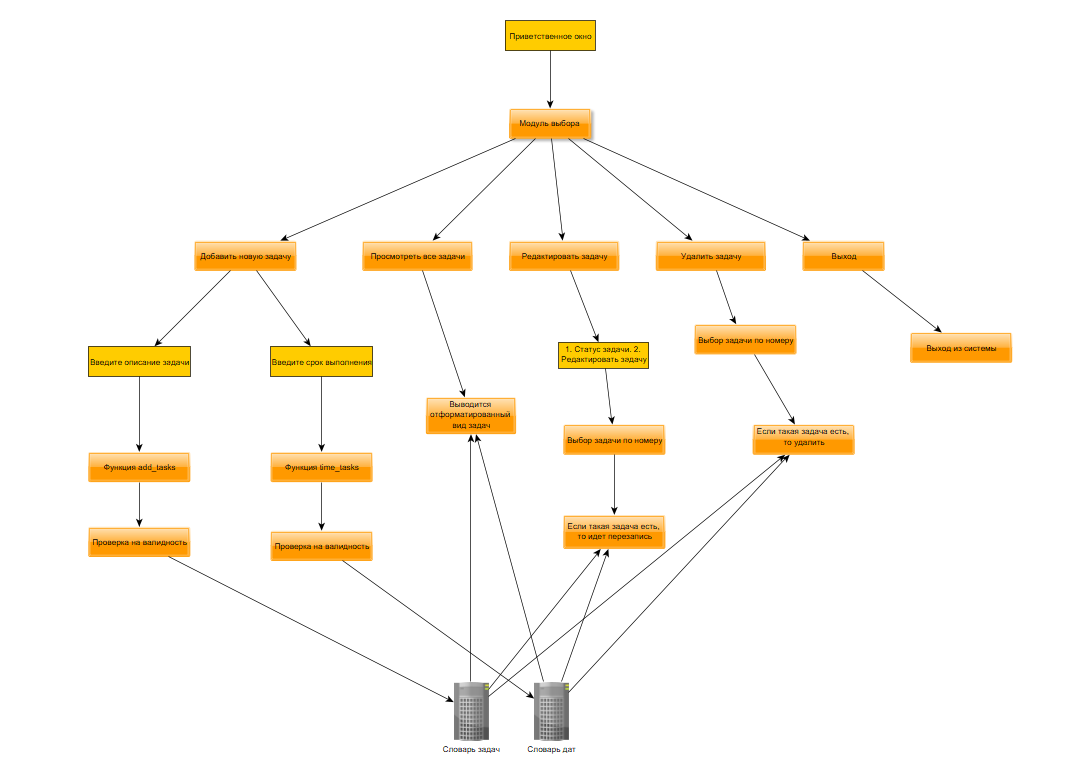 Приветственное окно
Модуль выбора
Добавить новую задачу
Просмотреть все задачи
Редактировать задачу
Удалить задачу
Выход
Введите описание задачи
Введите срок выполнения
1. Статус задачи. 2.
Редактировать задачу
Выбор задачи по номеру
Выход из системы
Выводится
отформатированный
вид задач
Выбор задачи по номеру
Если такая задача есть,
то удалить
Функция add_tasks
Функция time_tasks
Если такая задача есть,
то идет перезапись
Проверка на валидность
Проверка на валидность
Словарь задач
Словарь дат